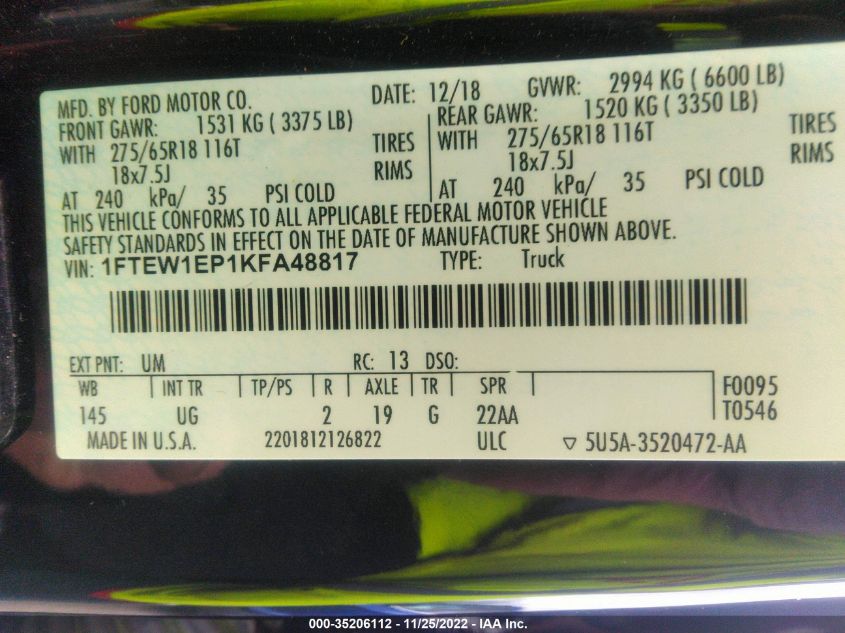 MFD. BY FORD MOTOR CO. DATE: 12/18 GVWR: 2994 KG ( 6600 LB)
FRONT GAWR: 1531 KG ( 3375 LB) REAR GAWR: 1520 KG ( 3350 LB)
WITH 275/65R18 116T TIRES WITH 275/65R18 116T TIRES
18x7.5J RIMS 18x7.5J RIMS
AT 240 kPa/ 35 PSI COLD AT 240 kPa/ 35 PSI COLD
THIS VEHICLE CONFORMS TO ALL APPLICABLE FEDERAL MOTOR VEHICLE
SAFETY STANDARDS IN EFFECT ON THE DATE OF MANUFACTURE SHOWN ABOVE.
VIN: 1FTEW1EP1KFA48817 TYPE: Truck
EXT PNT: UM RC: 13 DSO:
WB INT TR TP/PS R AXLE TR SPR F0095
145 UG 2 19 G 22AA T0546
MADE IN U.S.A. 2201812126822 ULC ▽ 5U5A-3520472-AA
000-35206112 - 11/25/2022 - IAA Inc.